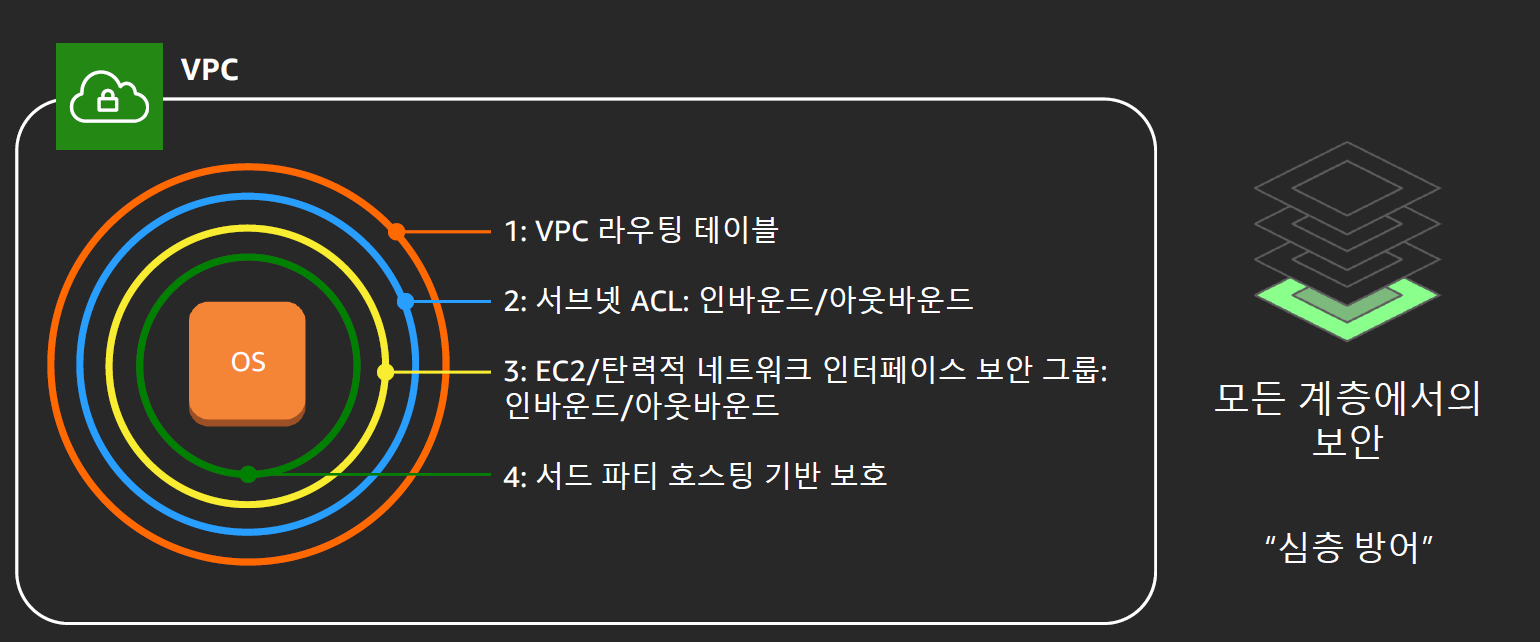 VPC
1: VPC 라우팅 테이블
2: 서브넷 ACL: 인바운드/아웃바운드
3: EC2/탄력적 네트워크 인터페이스 보안 그룹:
인바운드/아웃바운드
4: 서드 파티 호스팅 기반 보호
OS
모든 계층에서의
보안
“심층 방어”